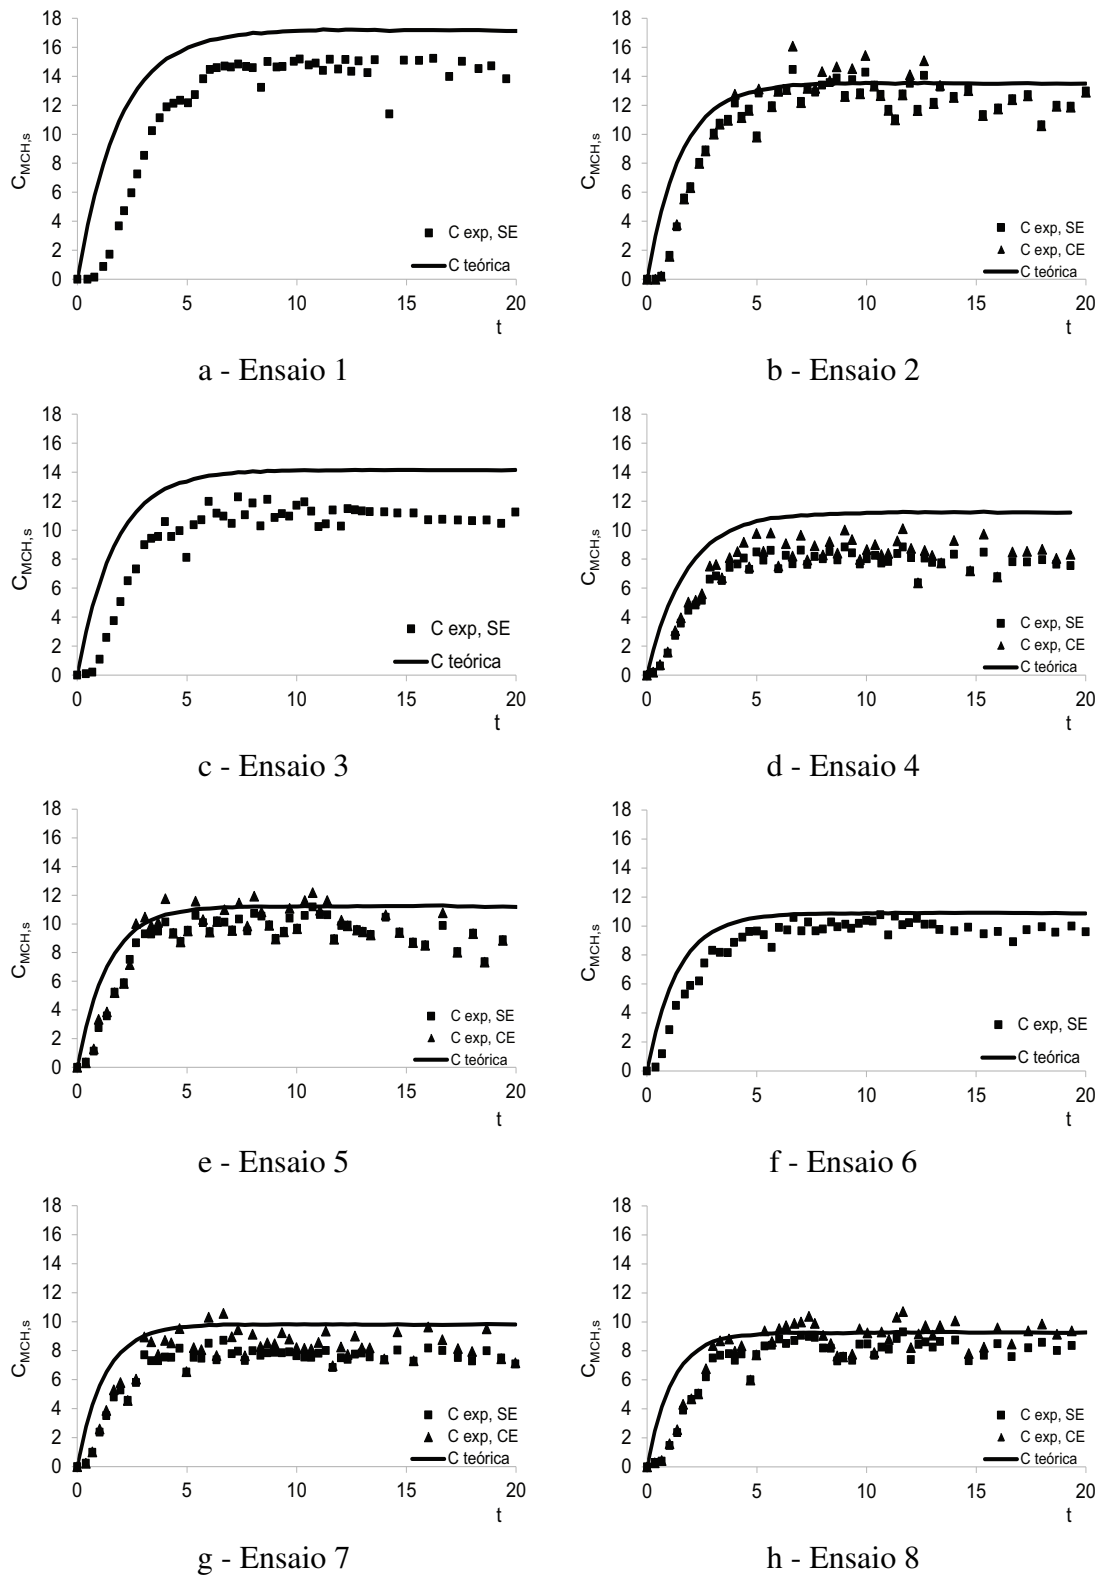 18
16
14
12
10
8
6
4
2
0
C_MCH,s
0 5 10 15 20
t
C exp, SE
C teórica
a - Ensaio 1
18
16
14
12
10
8
6
4
2
0
C_MCH,s
0 5 10 15 20
t
C exp, SE
C exp, CE
C teórica
b - Ensaio 2
18
16
14
12
10
8
6
4
2
0
C_MCH,s
0 5 10 15 20
t
C exp, SE
C teórica
c - Ensaio 3
18
16
14
12
10
8
6
4
2
0
C_MCH,s
0 5 10 15 20
t
C exp, SE
C exp, CE
C teórica
d - Ensaio 4
18
16
14
12
10
8
6
4
2
0
C_MCH,s
0 5 10 15 20
t
C exp, SE
C exp, CE
C teórica
e - Ensaio 5
18
16
14
12
10
8
6
4
2
0
C_MCH,s
0 5 10 15 20
t
C exp, SE
C teórica
f - Ensaio 6
18
16
14
12
10
8
6
4
2
0
C_MCH,s
0 5 10 15 20
t
C exp, SE
C exp, CE
C teórica
g - Ensaio 7
18
16
14
12
10
8
6
4
2
0
C_MCH,s
0 5 10 15 20
t
C exp, SE
C exp, CE
C teórica
h - Ensaio 8